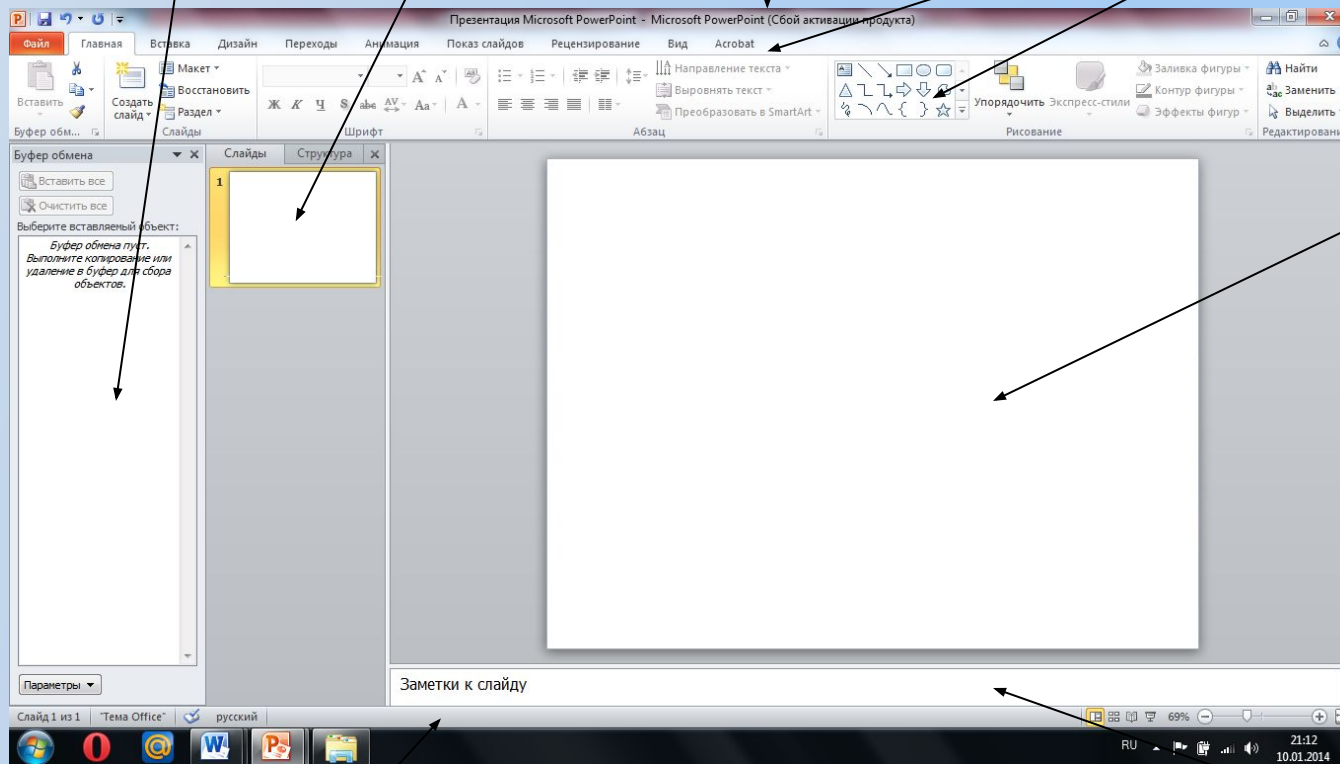 Презентация Microsoft PowerPoint - Microsoft PowerPoint (Сбой активации продукта)
Файл Главная Вставка Дизайн Переходы Анимация Показ слайдов Рецензирование Вид Acrobat
Вставить
Создать слайд
Макет
Восстановить
Раздел
Ж К Ч S abe AV Aa A
Направление текста
Выровнять текст
Преобразовать в SmartArt
Упорядочить Экспресс-стили
Заливка фигуры
Контур фигуры
Эффекты фигур
Найти
Заменить
Выделить
Буфер обм... Слайды Шрифт Абзац Рисование Редактировани
Буфер обмена
Слайды Структура
Вставить все
Очистить все
Выберите вставляемый объект:
Буфер обмена пуст.
Выполните копирование или
удаление в буфер для сбора
объектов.
1
Параметры
Заметки к слайду
Слайд 1 из 1 "Тема Office" русский 69%
RU 21:12
10.01.2014